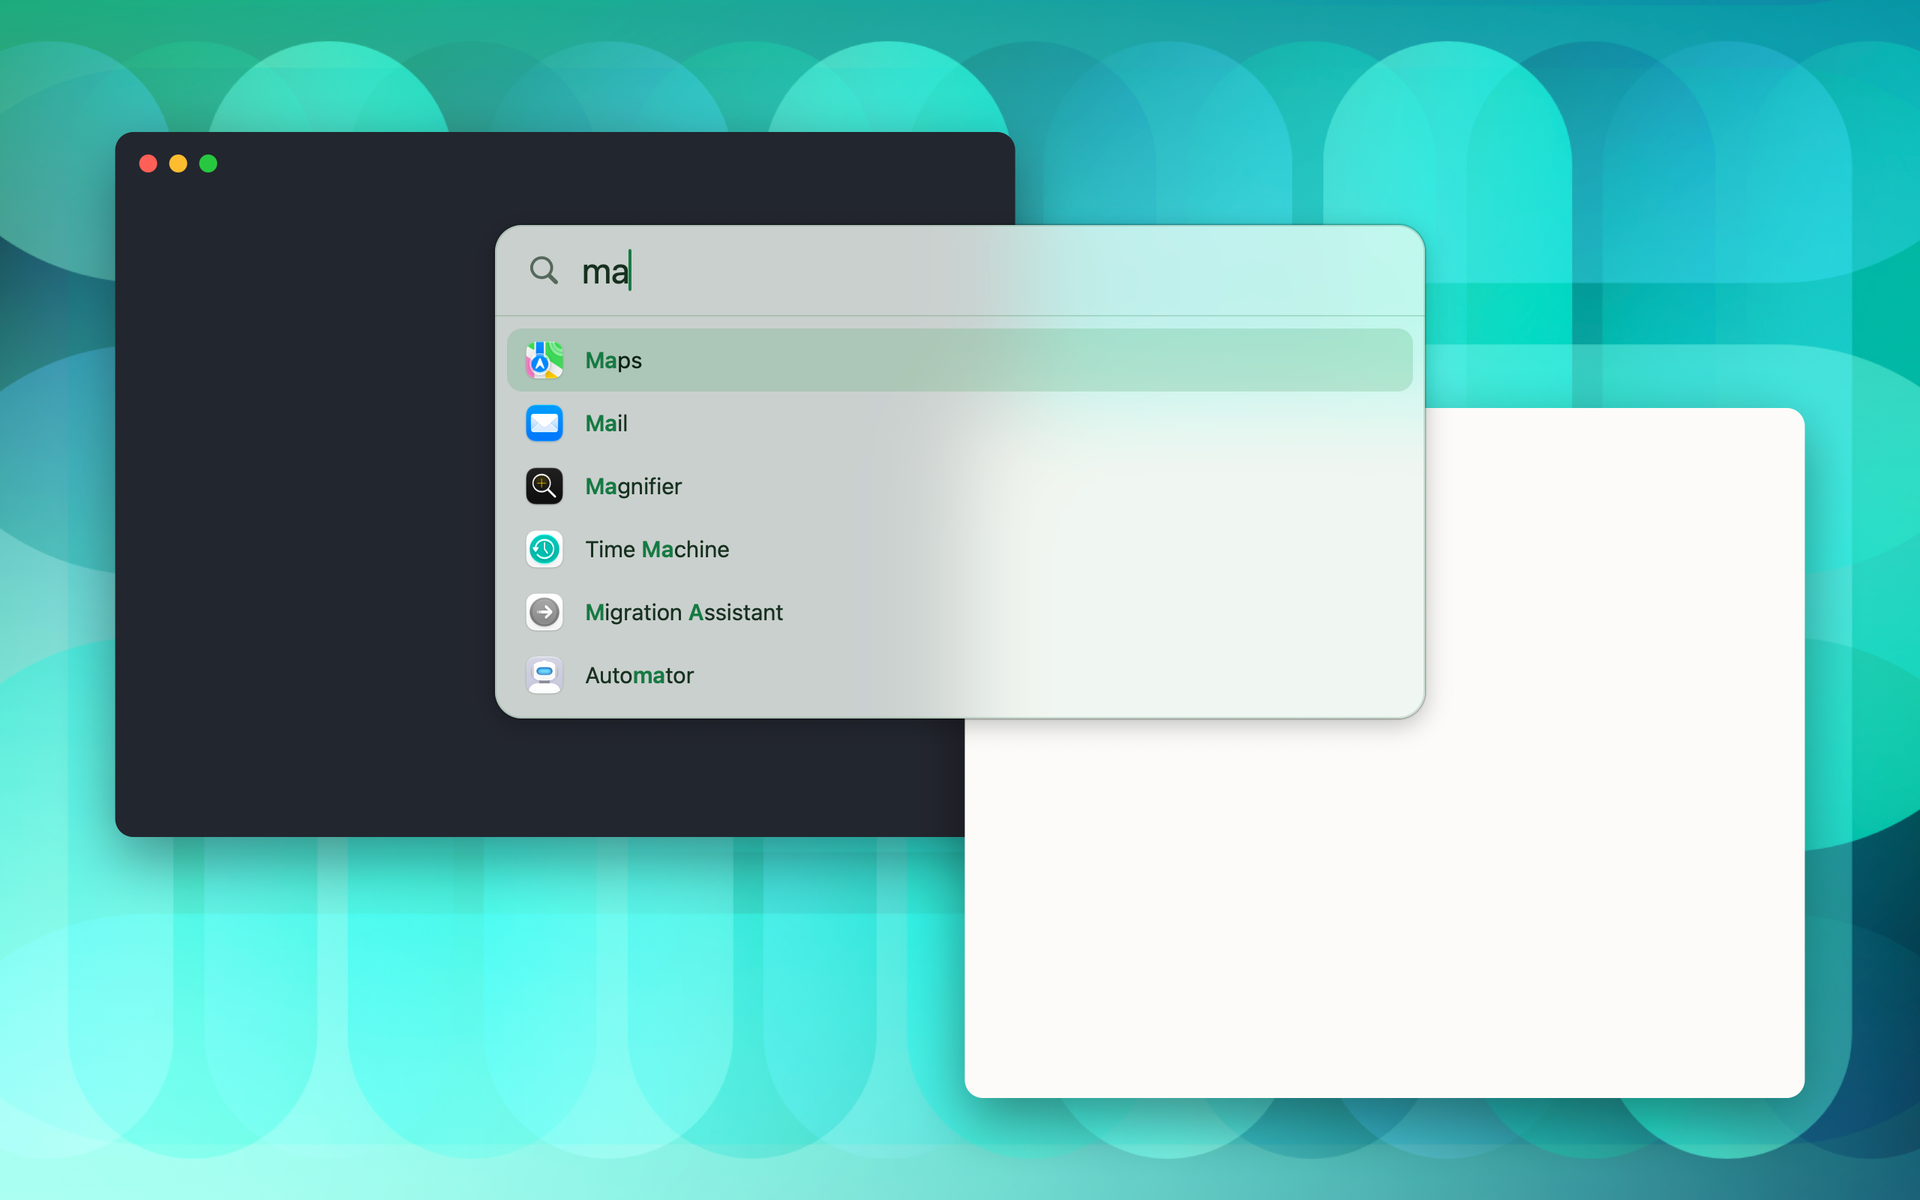 ma
Maps
Mail
Magnifier
Time Machine
Migration Assistant
Automator